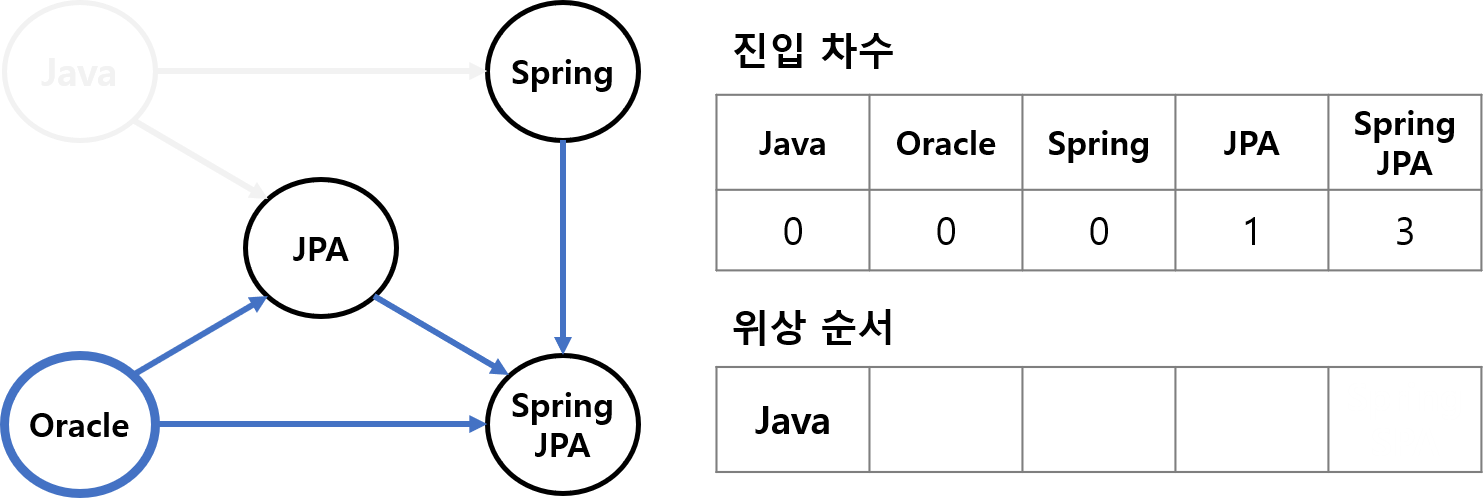 Java
Spring
JPA
Oracle
Spring
JPA
진입 차수
Java Oracle Spring JPA Spring JPA
0 0 0 1 3
위상 순서
Java